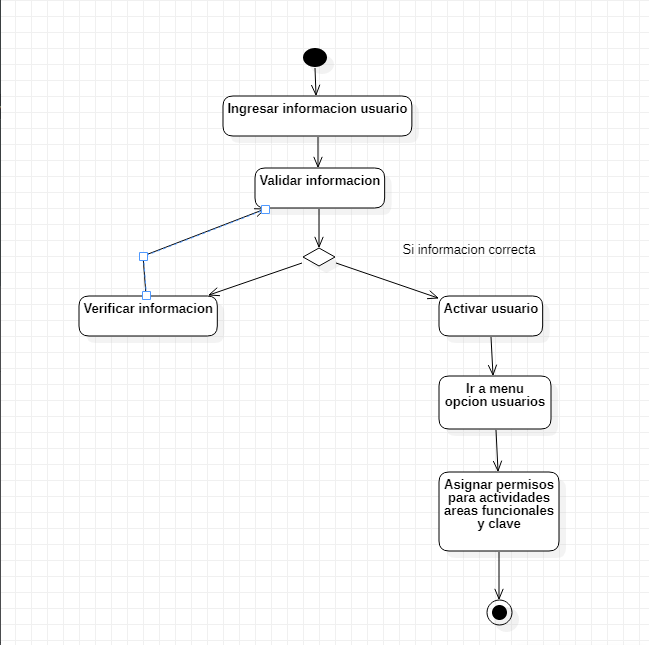 Ingresar informacion usuario
Validar informacion
Si informacion correcta
Verificar informacion
Activar usuario
Ir a menu
opcion usuarios
Asignar permisos
para actividades
areas funcionales
y clave